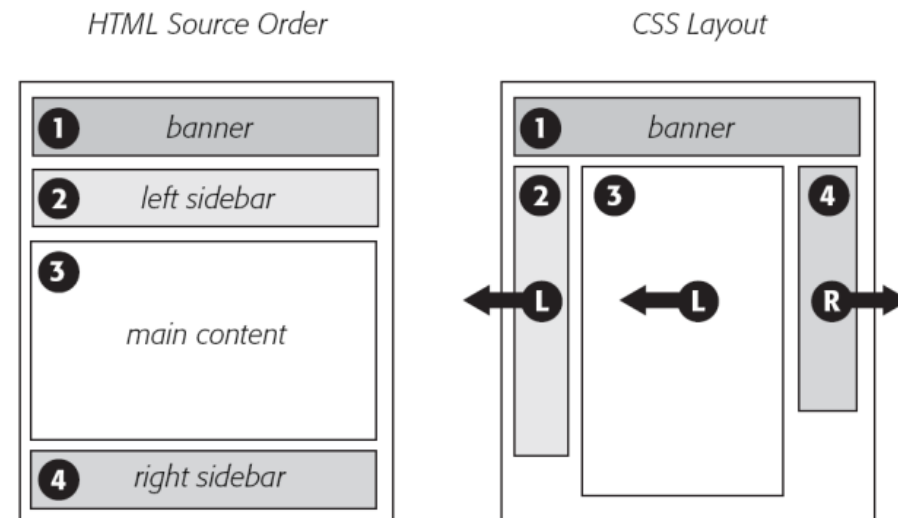 HTML Source Order
1 banner
2 left sidebar
3
main content
4 right sidebar
CSS Layout
1 banner
2 3 4
L L R